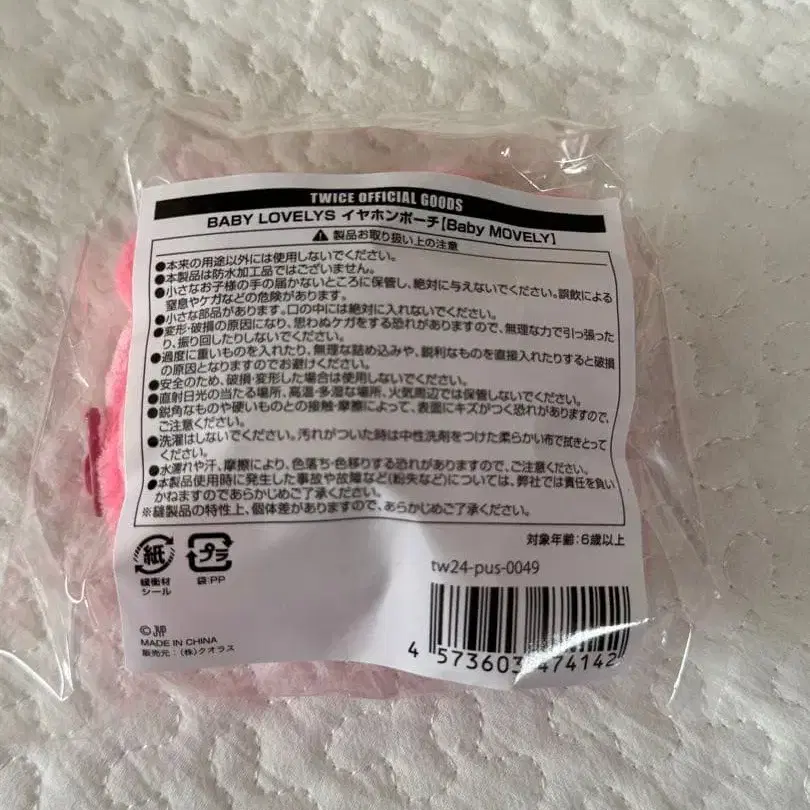 TWICE OFFICIAL GOODS
BABY LOVELYS イヤホンポーチ[Baby MOVELY]
⚠製品お取り扱い上の注意
●本来の用途以外には使用しないでください。
●本製品は防水加工品ではございません。
●小さなお子様の手の届かないところに保管し、絶対に与えないでください。誤飲による
窒息やケガなどの危険があります。
●小さな部品があります。口の中には絶対に入れないでください。
●変形・破損の原因になり、思わぬケガをする恐れがありますので、無理な力で引っ張った
り、振り回したりしないでください。
●過度に重いものを入れたり、無理な詰め込みや、鋭利なものを直接入れたりすると破損
の原因となりますのでお避けください。
●安全のため、破損・変形した場合は使用しないでください。
●直射日光の当たる場所、高温・多湿な場所、火気周辺では保管しないでください。
●鋭角なものや硬いものとの接触・摩擦によって、表面にキズがつく恐れがありますので、
ご注意ください。
●洗濯はしないでください。汚れがついた時は中性洗剤をつけた柔らかい布で拭きとって
ください。
●水濡れや汗、摩擦により、色落ち・色移りする恐れがありますので、ご注意ください。
●本製品使用時に発生した事故や故障など(紛失など)については、弊社では責任を負い
かねますのであらかじめご了承ください。
※縫製品の特性上、個体差がありますので、あらかじめご了承ください。
対象年齢:6歳以上
紙
緩衝材
シール
プラ
袋:PP
tw24-pus-0049
©JYP
MADE IN CHINA
販売元:(株)クオラス
4 573603 474142